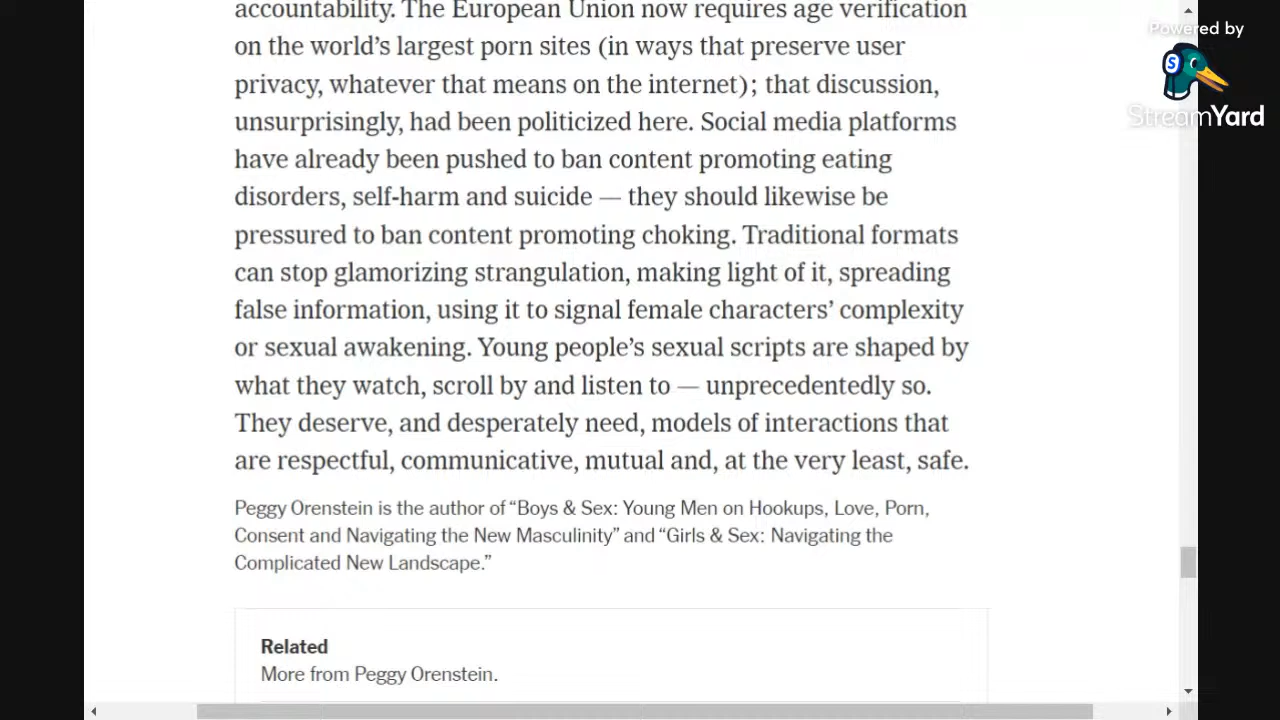 accountability. The European Union now requires age verification
on the world’s largest porn sites (in ways that preserve user
privacy, whatever that means on the internet); that discussion,
unsurprisingly, had been politicized here. Social media platforms
have already been pushed to ban content promoting eating
disorders, self-harm and suicide — they should likewise be
pressured to ban content promoting choking. Traditional formats
can stop glamorizing strangulation, making light of it, spreading
false information, using it to signal female characters’ complexity
or sexual awakening. Young people’s sexual scripts are shaped by
what they watch, scroll by and listen to — unprecedentedly so.
They deserve, and desperately need, models of interactions that
are respectful, communicative, mutual and, at the very least, safe.
Peggy Orenstein is the author of “Boys & Sex: Young Men on Hookups, Love, Porn,
Consent and Navigating the New Masculinity” and “Girls & Sex: Navigating the
Complicated New Landscape.”
Related
More from Peggy Orenstein.
Powered by
S
StreamYard